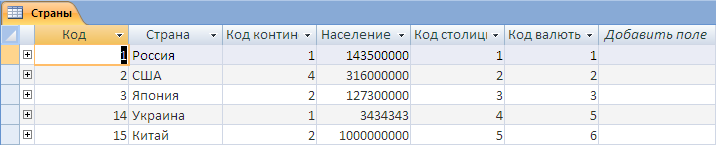 Страны
Код Страна Код контин Население Код столиц Код валють Добавить поле
1 Россия 1 143500000 1 1
2 США 4 316000000 2 2
3 Япония 2 127300000 3 3
14 Украина 1 3434343 4 5
15 Китай 2 1000000000 5 6